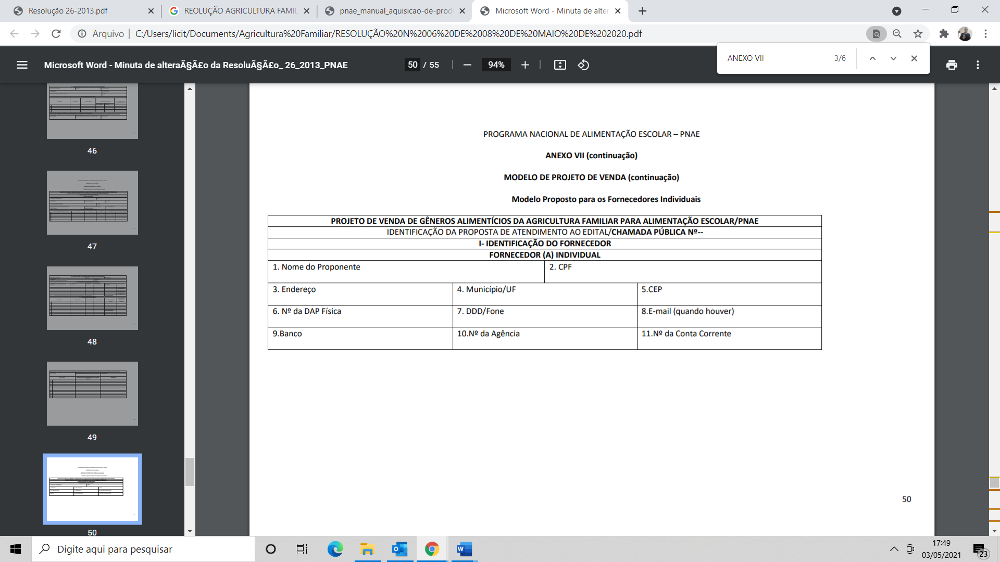 Resolução 26-2013.pdf
REOLUÇÃO AGRICULTURA FAMIL
pnae_manual_aquisicao-de-prod
Microsoft Word - Minuta de alter
Arquivo
C:/Users/licit/Documents/Agricultura%20Familiar/RESOLUÇÃO%20N%2006%20DE%2008%20DE%20MAIO%20DE%202020.pdf
ANEXO VII
3/6
Microsoft Word - Minuta de alteraÃ§Ã£o da ResoluÃ§Ã£o_ 26_2013_PNAE
50 / 55
94%
46
47
48
49
50
PROGRAMA NACIONAL DE ALIMENTAÇÃO ESCOLAR – PNAE
ANEXO VII (continuação)
MODELO DE PROJETO DE VENDA (continuação)
Modelo Proposto para os Fornecedores Individuais
PROJETO DE VENDA DE GÊNEROS ALIMENTÍCIOS DA AGRICULTURA FAMILIAR PARA ALIMENTAÇÃO ESCOLAR/PNAE
IDENTIFICAÇÃO DA PROPOSTA DE ATENDIMENTO AO EDITAL/CHAMADA PÚBLICA Nº--
I- IDENTIFICAÇÃO DO FORNECEDOR
FORNECEDOR (A) INDIVIDUAL
1. Nome do Proponente
2. CPF
3. Endereço
4. Município/UF
5.CEP
6. Nº da DAP Física
7. DDD/Fone
8.E-mail (quando houver)
9.Banco
10.Nº da Agência
11.Nº da Conta Corrente
50
Digite aqui para pesquisar
17:49
03/05/2021
23